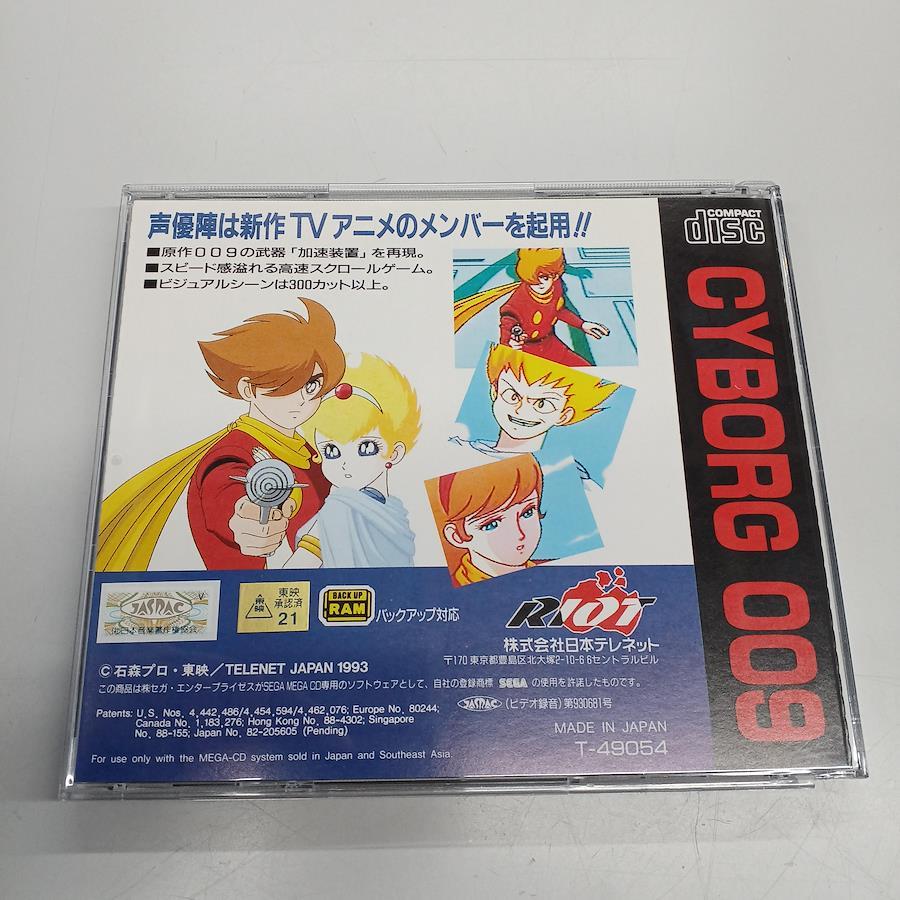 声優陣は新作TVアニメのメンバーを起用!!
■原作009の武器「加速装置」を再現。
■スピード感溢れる高速スクロールゲーム。
■ビジュアルシーンは300カット以上。
COMPACT
disc
CYBORG 009
JASRAC
V
東映
東映
承認済
21
BACK UP
RAM
バックアップ対応
RIOT
株式会社日本テレネット
〒170 東京都豊島区北大塚2-10-6 6セントラルビル
©石森プロ・東映/TELENET JAPAN 1993
この商品は㈱セガ・エンタープライゼスがSEGA MEGA CD専用のソフトウェアとして、自社の登録商標 SEGA の使用を許諾したものです。
JASRAC (ビデオ録音)第930681号
Patents: U.S. Nos. 4,442,486/4,454,594/4,462,076; Europe No. 80244;
Canada No. 1,183,276; Hong Kong No. 88-4302; Singapore
No. 88-155; Japan No. 82-205605 (Pending)
MADE IN JAPAN
T-49054
For use only with the MEGA-CD system sold in Japan and Southeast Asia.